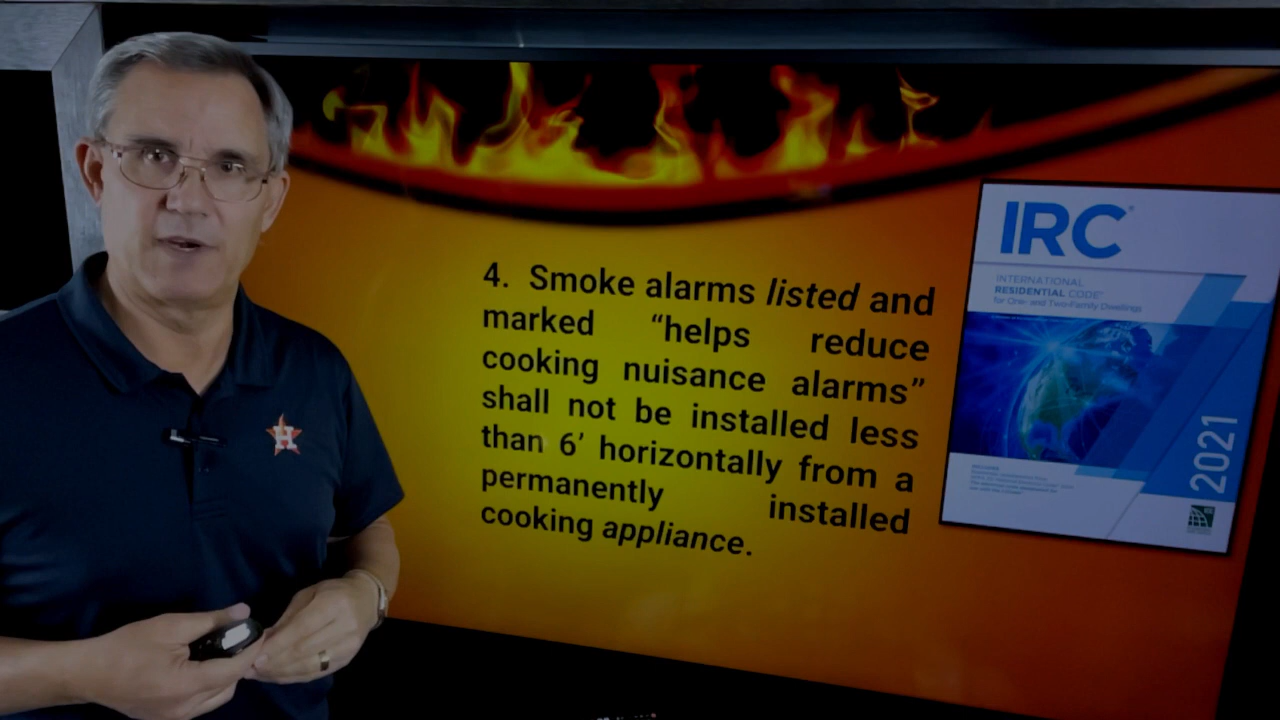 4. Smoke alarms listed and
marked “helps reduce
cooking nuisance alarms”
shall not be installed less
than 6’ horizontally from a
permanently installed
cooking appliance.
IRC®
INTERNATIONAL
RESIDENTIAL CODE®
for One- and Two-Family Dwellings
2021
H